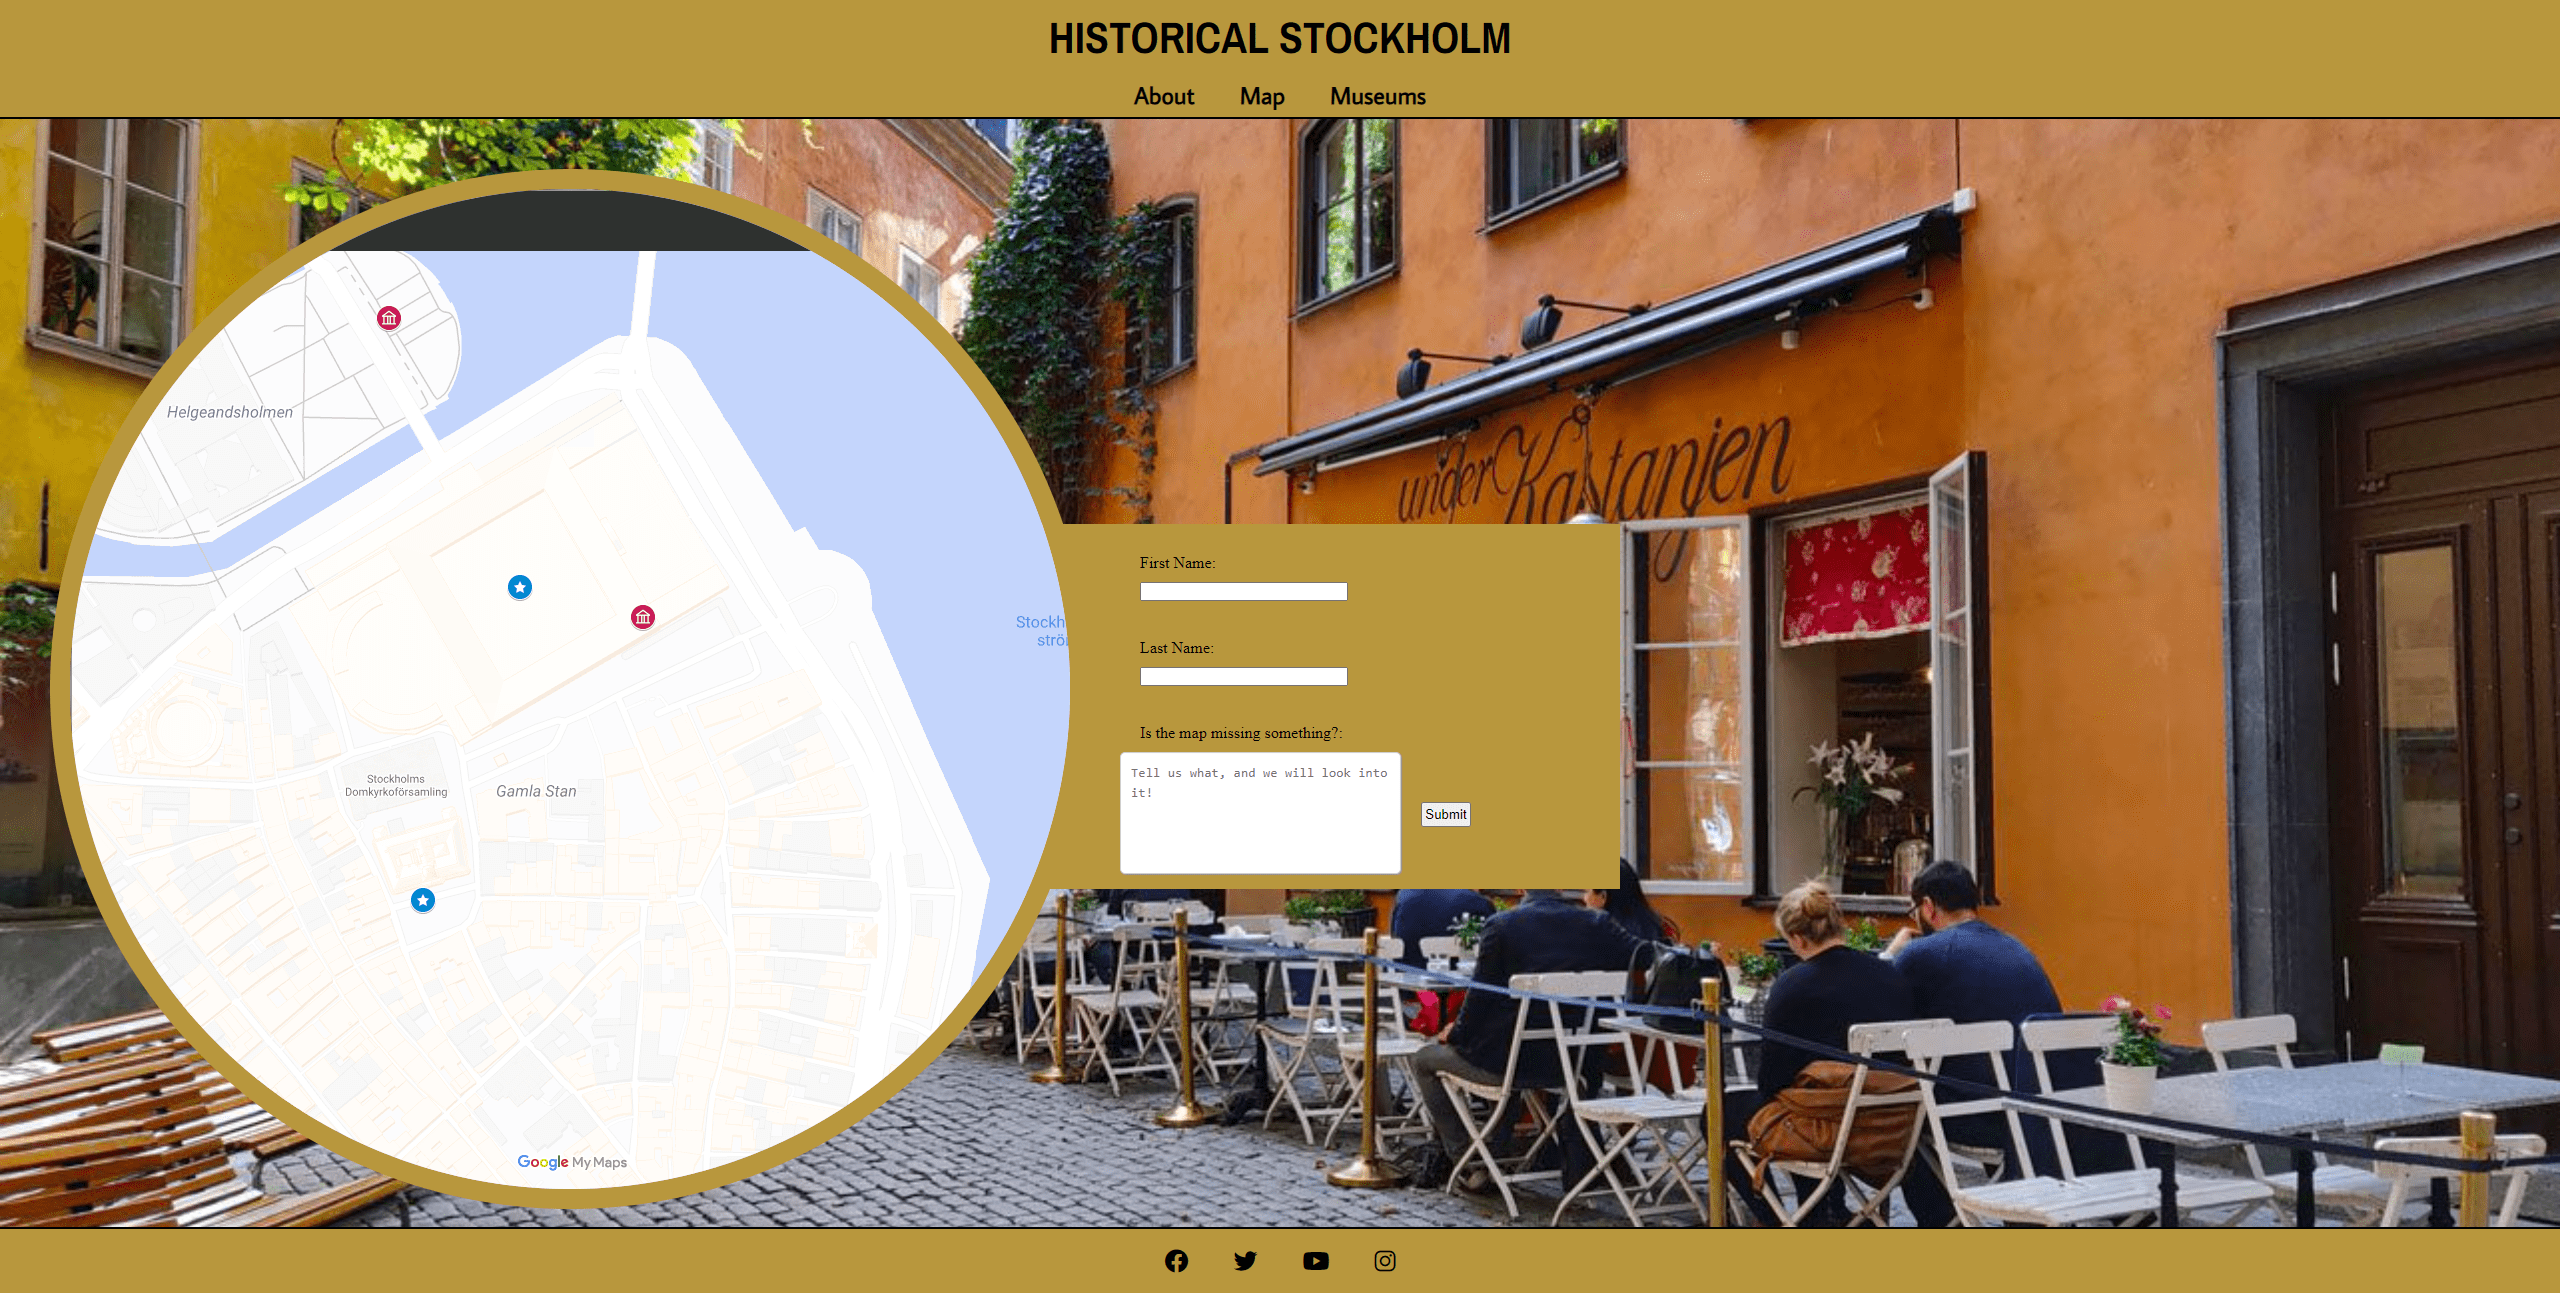 HISTORICAL STOCKHOLM
About Map Museums
under Kastanjen
Helgeandsholmen
First Name:
Stockh
strö
Last Name:
Is the map missing something?:
Tell us what, and we will look into
it!
Stockholms
Domkyrkoförsamling
Gamla Stan
Submit
Google My Maps